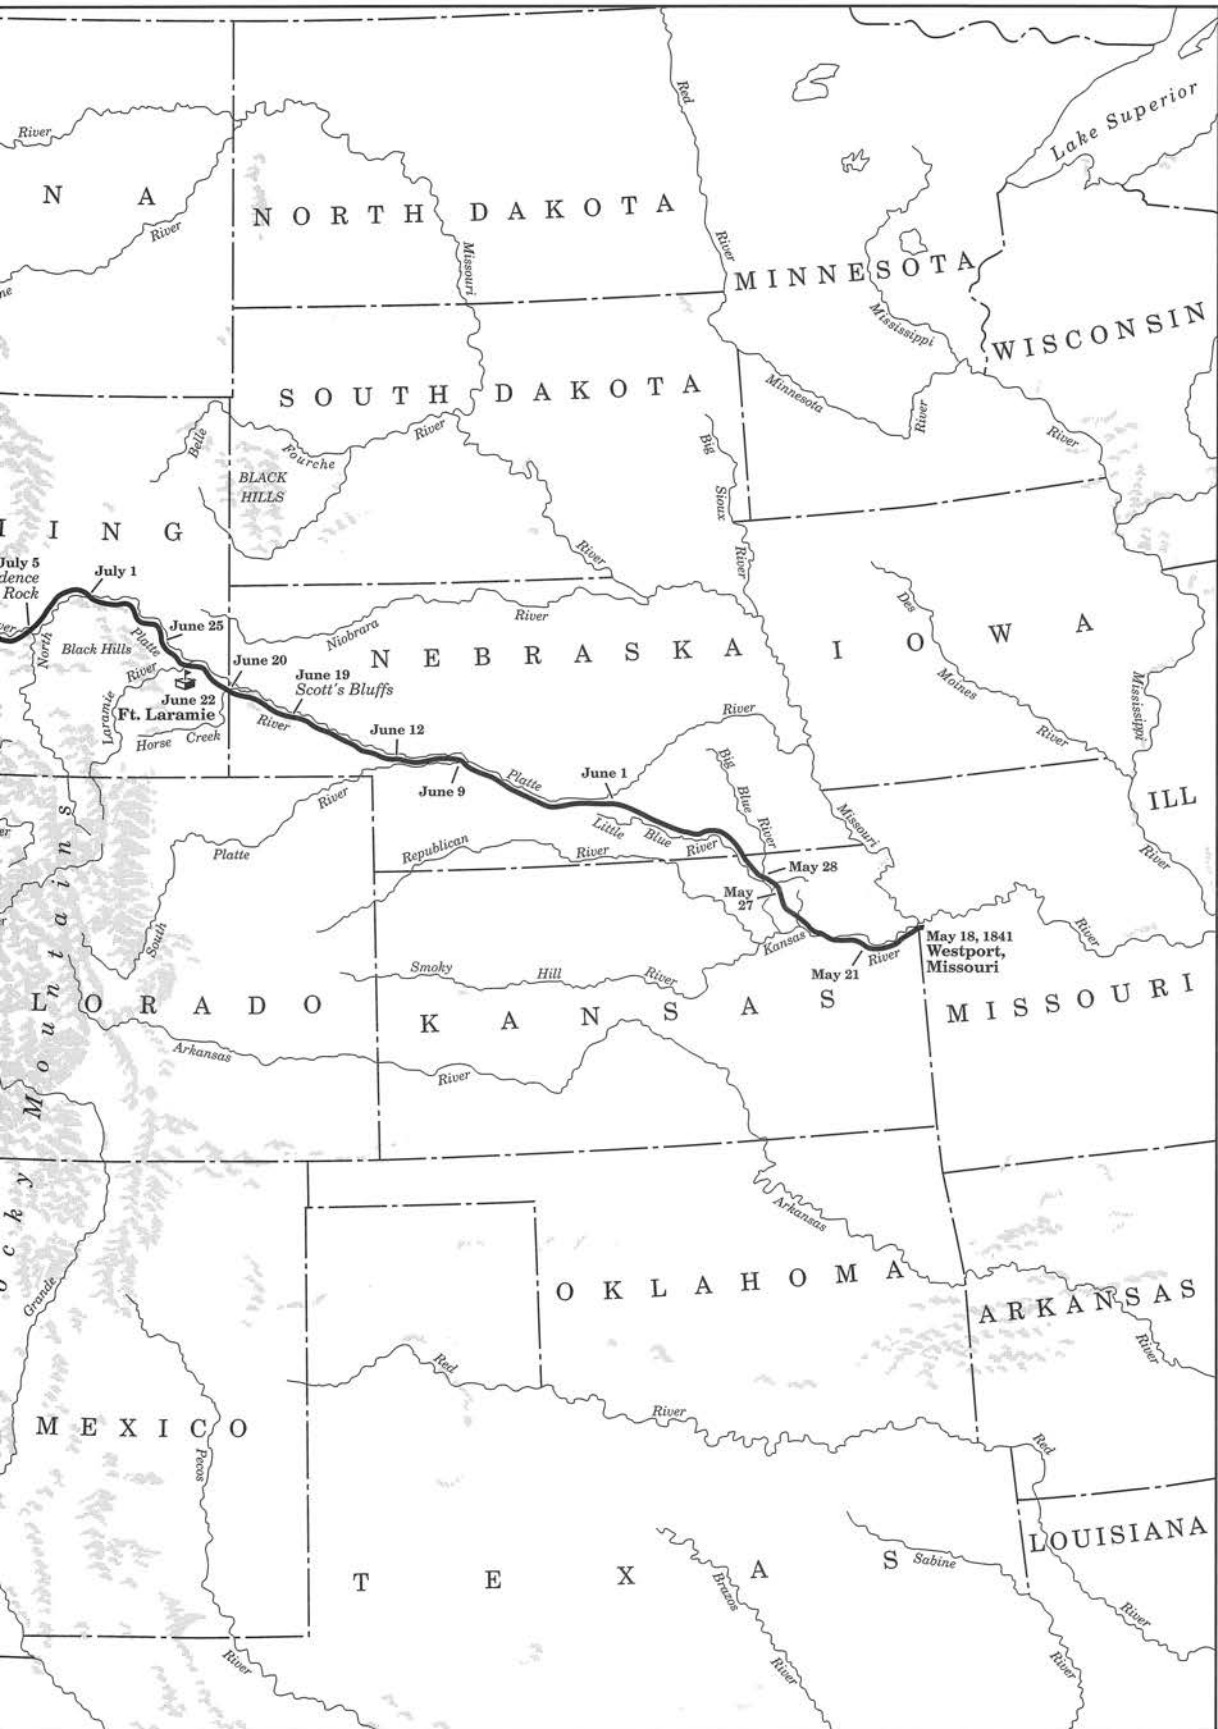 Lake Superior
River
Red
N A
River
NORTH DAKOTA
Missouri
River
MINNESOTA
Mississippi
WISCONSIN
SOUTH DAKOTA
Minnesota
River
River
Belle
Fourche
River
BLACK
HILLS
Big
Sioux
River
I N G
July 5
dence
Rock
July 1
River
Des
Moines
River
I O W A
June 25
Platte
Black Hills
North
River
Niobrara
River
NEBRASKA
June 20
June 19
Scott's Bluffs
June 22
Ft. Laramie
Laramie
River
Horse Creek
June 12
June 9
Platte
June 1
River
Big
Blue
River
Missouri
Mississippi
River
ILL
River
Platte
South
Republican
River
Little
Blue
River
May 28
May
27
Kansas
River
May 21
May 18, 1841
Westport,
Missouri
River
MISSOURI
Smoky
Hill
River
LORADO
KANSAS
Arkansas
River
ocky Mountains
Arkansas
OKLAHOMA
ARKANSAS
River
Grande
Red
River
Red
MEXICO
Pecos
River
TEXAS
Sabine
River
LOUISIANA
River
Brazos
River